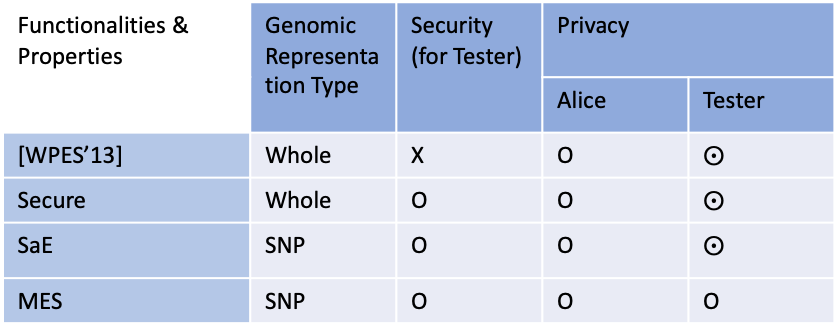 Functionalities & Properties
Genomic Representa tion Type
Security (for Tester)
Privacy
Alice
Tester
[WPES’13] Whole X O ⊙
Secure Whole O O ⊙
SaE SNP O O ⊙
MES SNP O O O